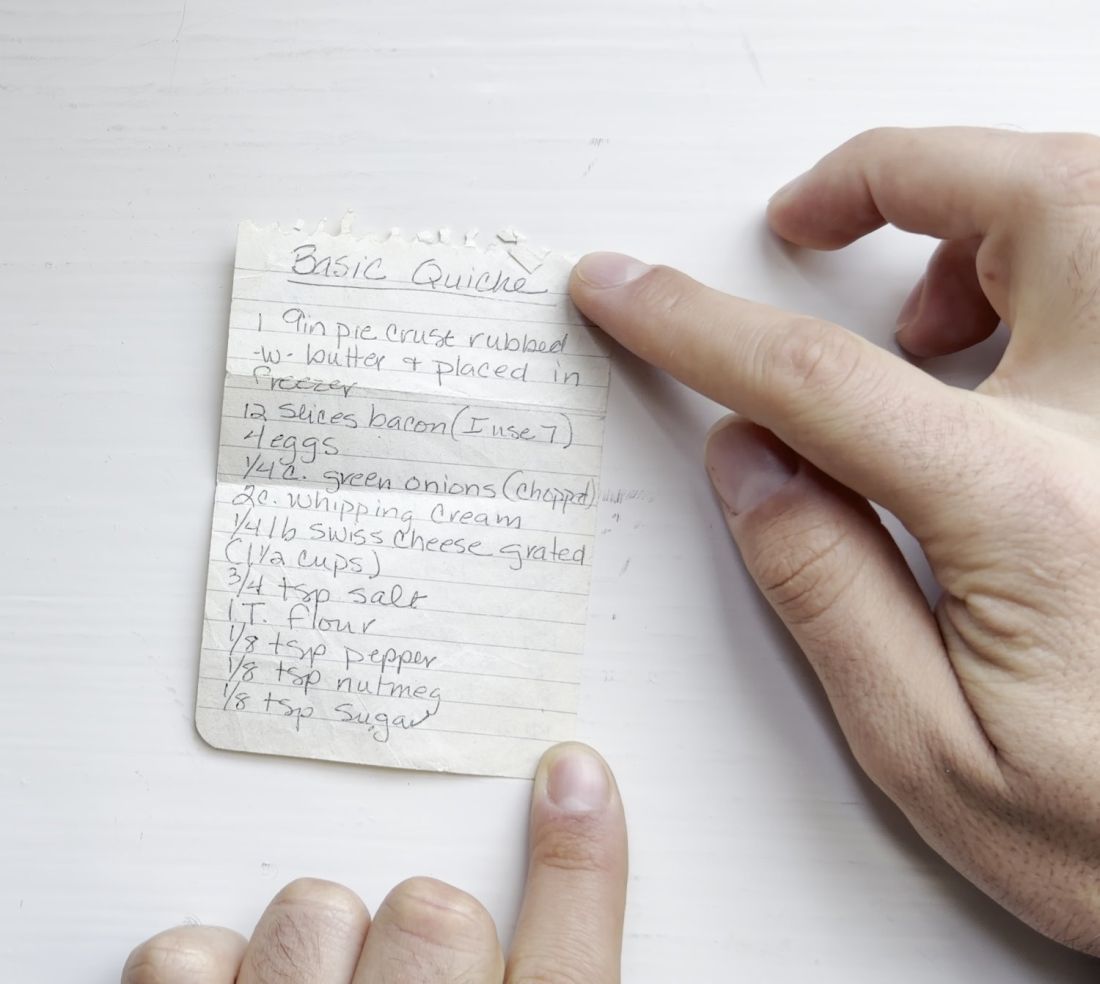 Basic Quiche
1 9in pie crust rubbed
-w- butter + placed in
freezer
12 slices bacon (I use 7)
4 eggs
1/4 c. green onions (chopped)
2c. whipping cream
1/4 lb swiss cheese grated
(1 1/2 cups)
3/4 tsp salt
1 T. flour
1/8 tsp pepper
1/8 tsp nutmeg
1/8 tsp sugar